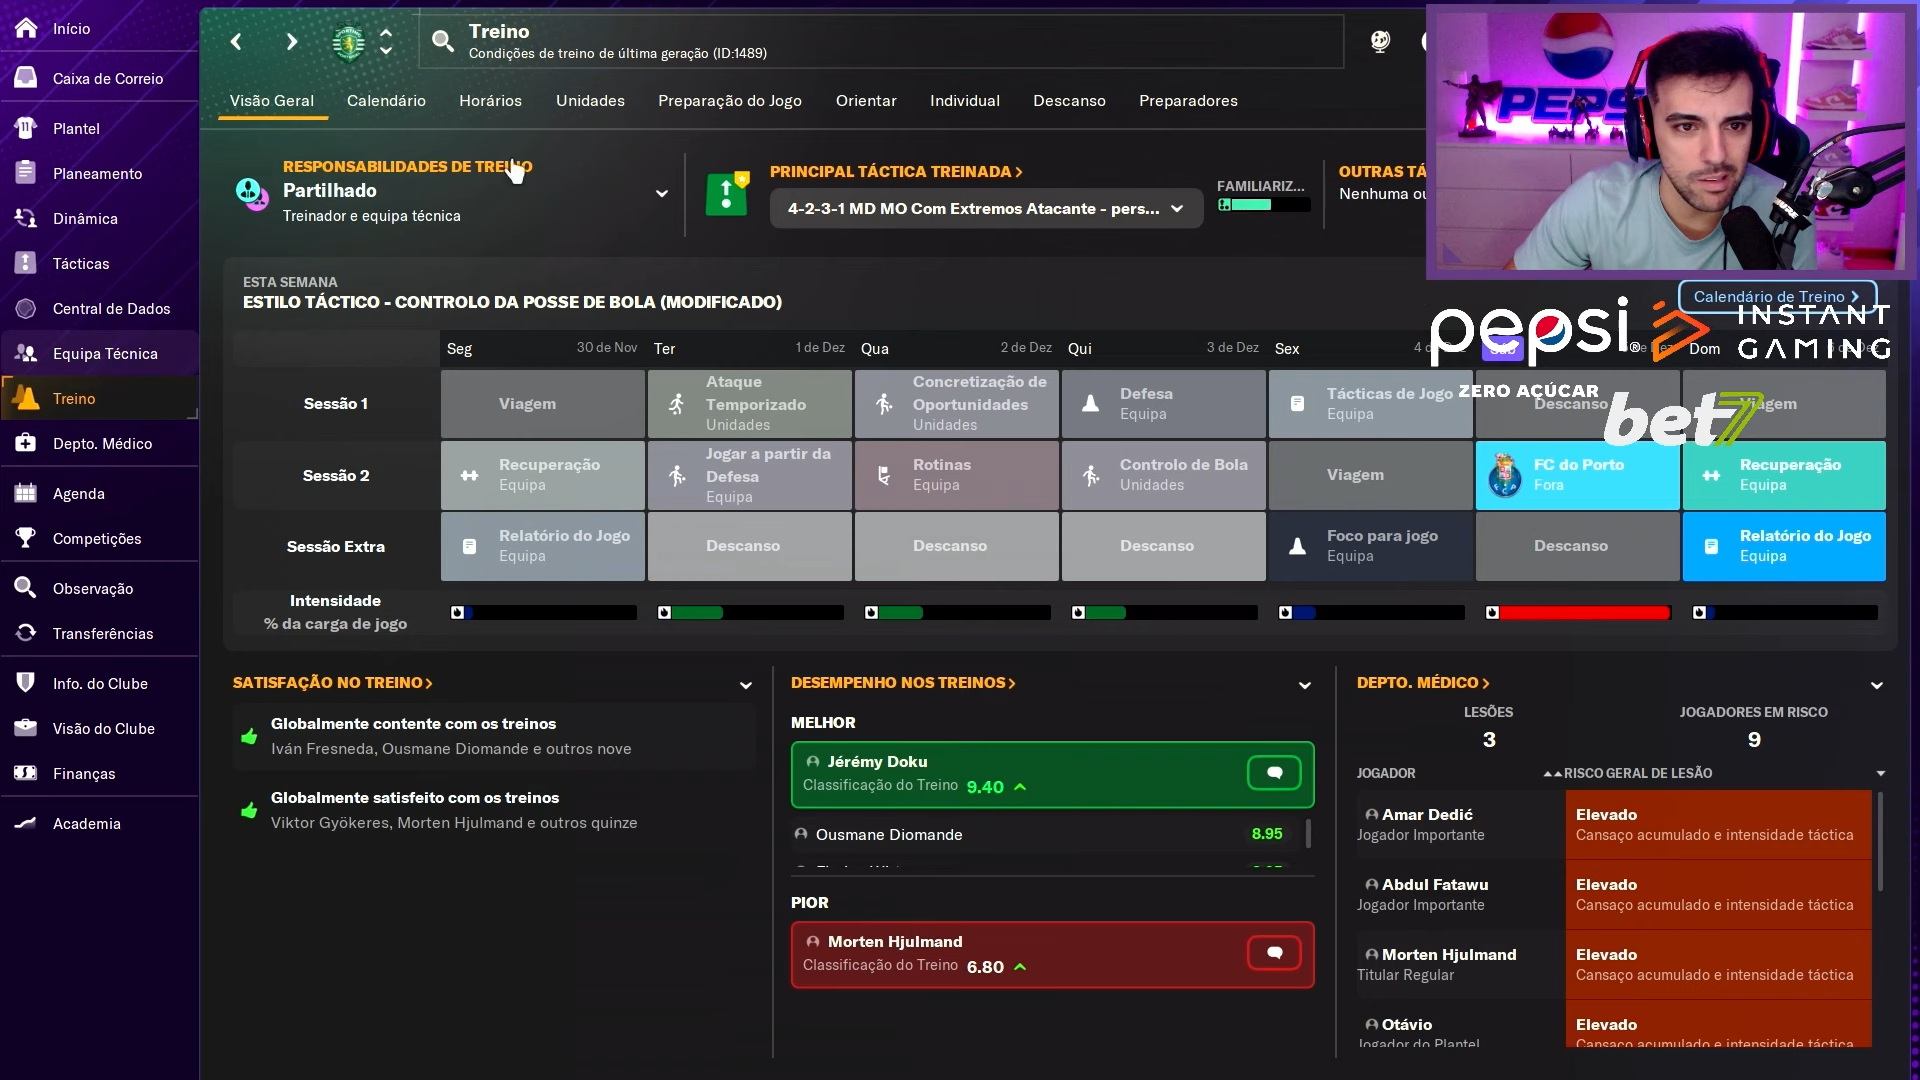 Início
Caixa de Correio
Plantel
Planeamento
Dinâmica
Tácticas
Central de Dados
Equipa Técnica
Treino
Depto. Médico
Agenda
Competições
Observação
Transferências
Info. do Clube
Visão do Clube
Finanças
Academia
Treino
Condições de treino de última geração (ID:1489)
Visão Geral
Calendário
Horários
Unidades
Preparação do Jogo
Orientar
Individual
Descanso
Preparadores
RESPONSABILIDADES DE TREINO
Partilhado
Treinador e equipa técnica
PRINCIPAL TÁCTICA TREINADA >
4-2-3-1 MD MO Com Extremos Atacante - pers...
FAMILIARIZ...
OUTRAS TÁ
Nenhuma ou
PEPS
ESTA SEMANA
ESTILO TÁCTICO - CONTROLO DA POSSE DE BOLA (MODIFICADO)
Calendário de Treino >
pepsi®
ZERO AÇÚCAR
INSTANT
GAMING
bet7
Seg 30 de Nov
Ter 1 de Dez
Qua 2 de Dez
Qui 3 de Dez
Sex
Dom
Sessão 1
Viagem
Ataque
Temporizado
Unidades
Concretização de
Oportunidades
Unidades
Defesa
Equipa
Tácticas de Jogo
Equipa
Descanso
Viagem
Sessão 2
Recuperação
Equipa
Jogar a partir da
Defesa
Equipa
Rotinas
Equipa
Controlo de Bola
Unidades
Viagem
FC do Porto
Fora
Recuperação
Equipa
Sessão Extra
Relatório do Jogo
Equipa
Descanso
Descanso
Descanso
Foco para jogo
Equipa
Descanso
Relatório do Jogo
Equipa
Intensidade
% da carga de jogo
SATISFAÇÃO NO TREINO >
Globalmente contente com os treinos
Iván Fresneda, Ousmane Diomande e outros nove
Globalmente satisfeito com os treinos
Viktor Gyökeres, Morten Hjulmand e outros quinze
DESEMPENHO NOS TREINOS >
MELHOR
Jérémy Doku
Classificação do Treino 9.40
Ousmane Diomande 8.95
PIOR
Morten Hjulmand
Classificação do Treino 6.80
DEPTO. MÉDICO >
LESÕES
3
JOGADORES EM RISCO
9
JOGADOR
RISCO GERAL DE LESÃO
Amar Dedić
Jogador Importante
Elevado
Cansaço acumulado e intensidade táctica
Abdul Fatawu
Jogador Importante
Elevado
Cansaço acumulado e intensidade táctica
Morten Hjulmand
Titular Regular
Elevado
Cansaço acumulado e intensidade táctica
Otávio
Jogador do Plantel
Elevado
Cansaço acumulado e intensidade táctica